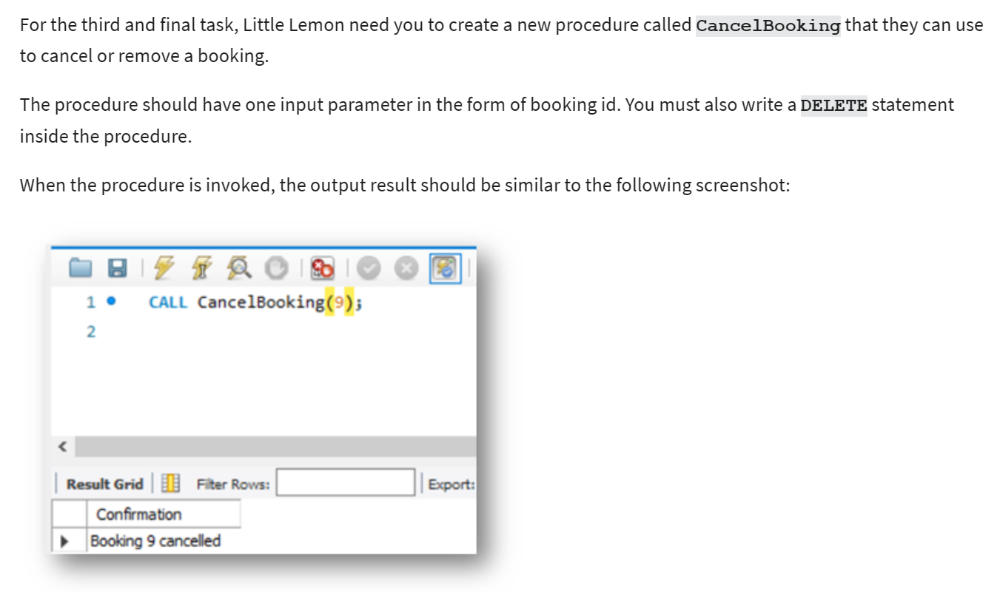 For the third and final task, Little Lemon need you to create a new procedure called CancelBooking that they can use
to cancel or remove a booking.
The procedure should have one input parameter in the form of booking id. You must also write a DELETE statement
inside the procedure.
When the procedure is invoked, the output result should be similar to the following screenshot:
1 CALL CancelBooking(9);
2
Result Grid Filter Rows: Export:
Confirmation
Booking 9 cancelled